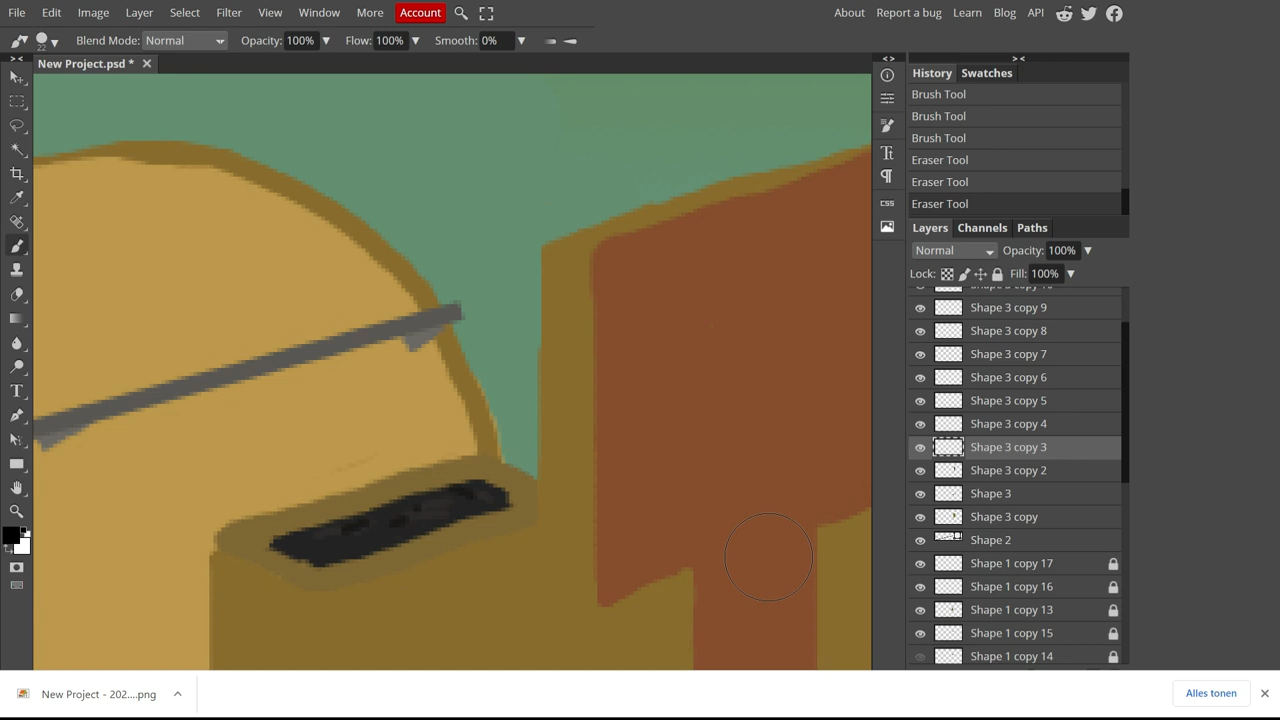 File Edit Image Layer Select Filter View Window More Account About Report a bug Learn Blog API
22 Blend Mode: Normal Opacity: 100% Flow: 100% Smooth: 0%
New Project.psd *
History Swatches
Brush Tool
Brush Tool
Brush Tool
Eraser Tool
Eraser Tool
Eraser Tool
Layers Channels Paths
Normal Opacity: 100%
Lock: Fill: 100%
Shape 3 copy 9
Shape 3 copy 8
Shape 3 copy 7
Shape 3 copy 6
Shape 3 copy 5
Shape 3 copy 4
Shape 3 copy 3
Shape 3 copy 2
Shape 3
Shape 3 copy
Shape 2
Shape 1 copy 17
Shape 1 copy 16
Shape 1 copy 13
Shape 1 copy 15
Shape 1 copy 14
CSS
New Project - 202....png
Alles tonen